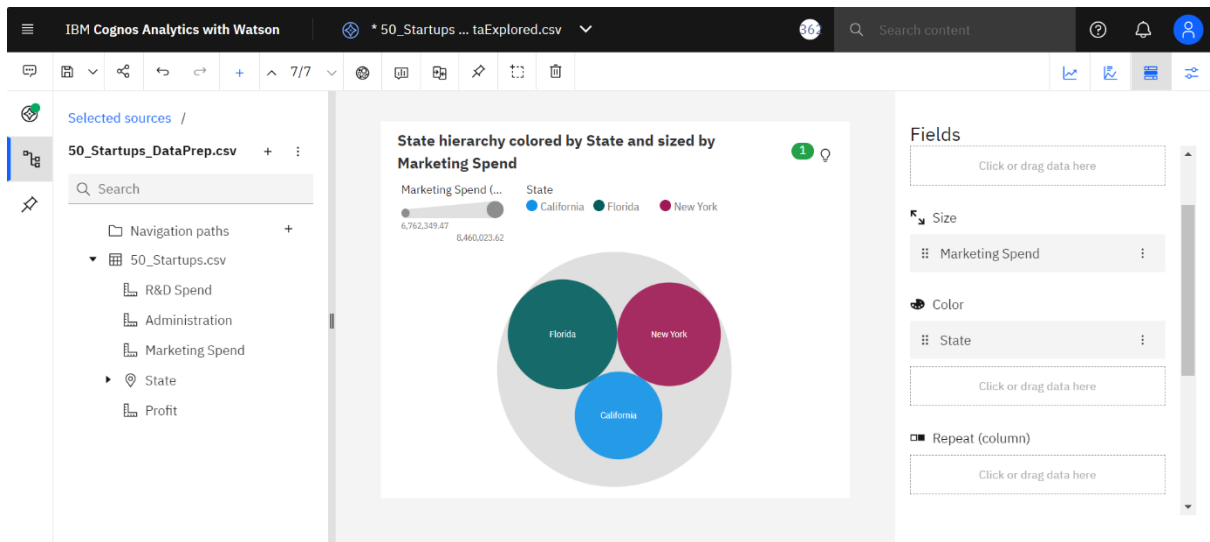 IBM Cognos Analytics with Watson
* 50_Startups ... taExplored.csv
362
Search content
7/7
Selected sources /
50_Startups_DataPrep.csv
Search
Navigation paths
50_Startups.csv
R&D Spend
Administration
Marketing Spend
State
Profit
State hierarchy colored by State and sized by
Marketing Spend
1
Marketing Spend (...
6,762,349.47
8,460,023.62
State
California Florida New York
Florida
New York
California
Fields
Click or drag data here
Size
Marketing Spend
Color
State
Click or drag data here
Repeat (column)
Click or drag data here